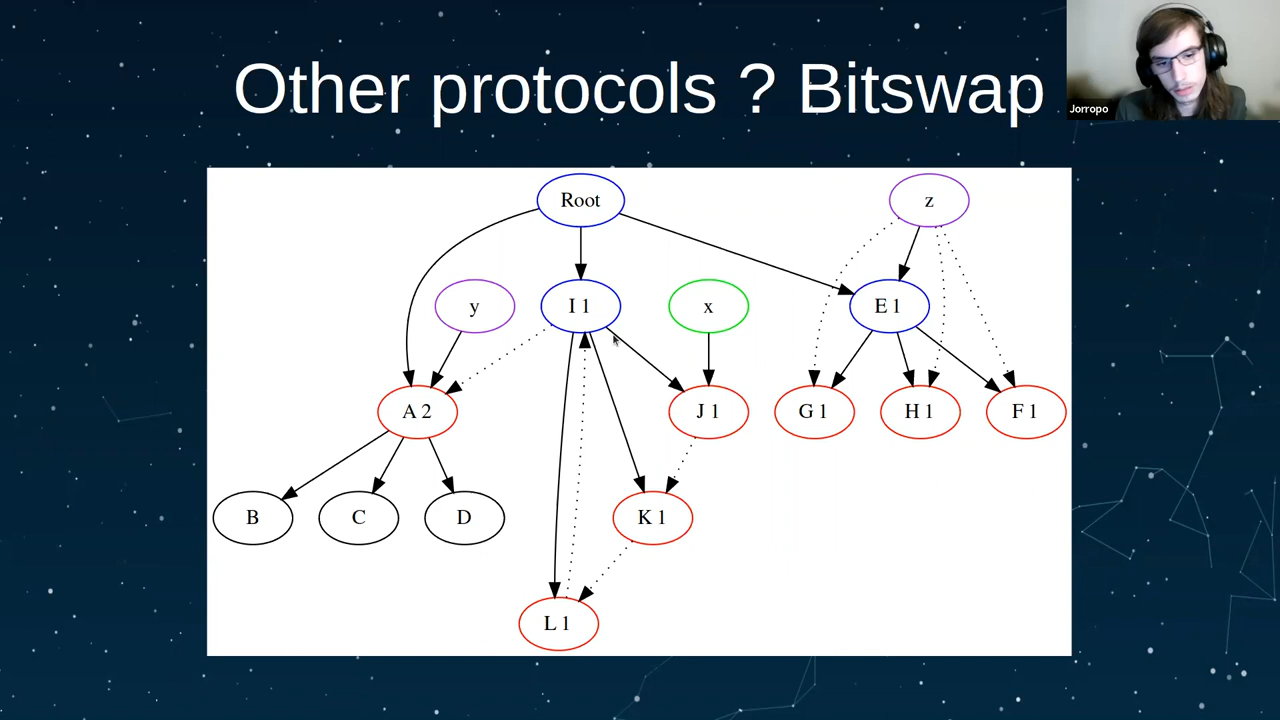 Other protocols ? Bitswap
Jorropo
Root
z
y
I 1
x
E 1
A 2
J 1
G 1
H 1
F 1
B
C
D
K 1
L 1